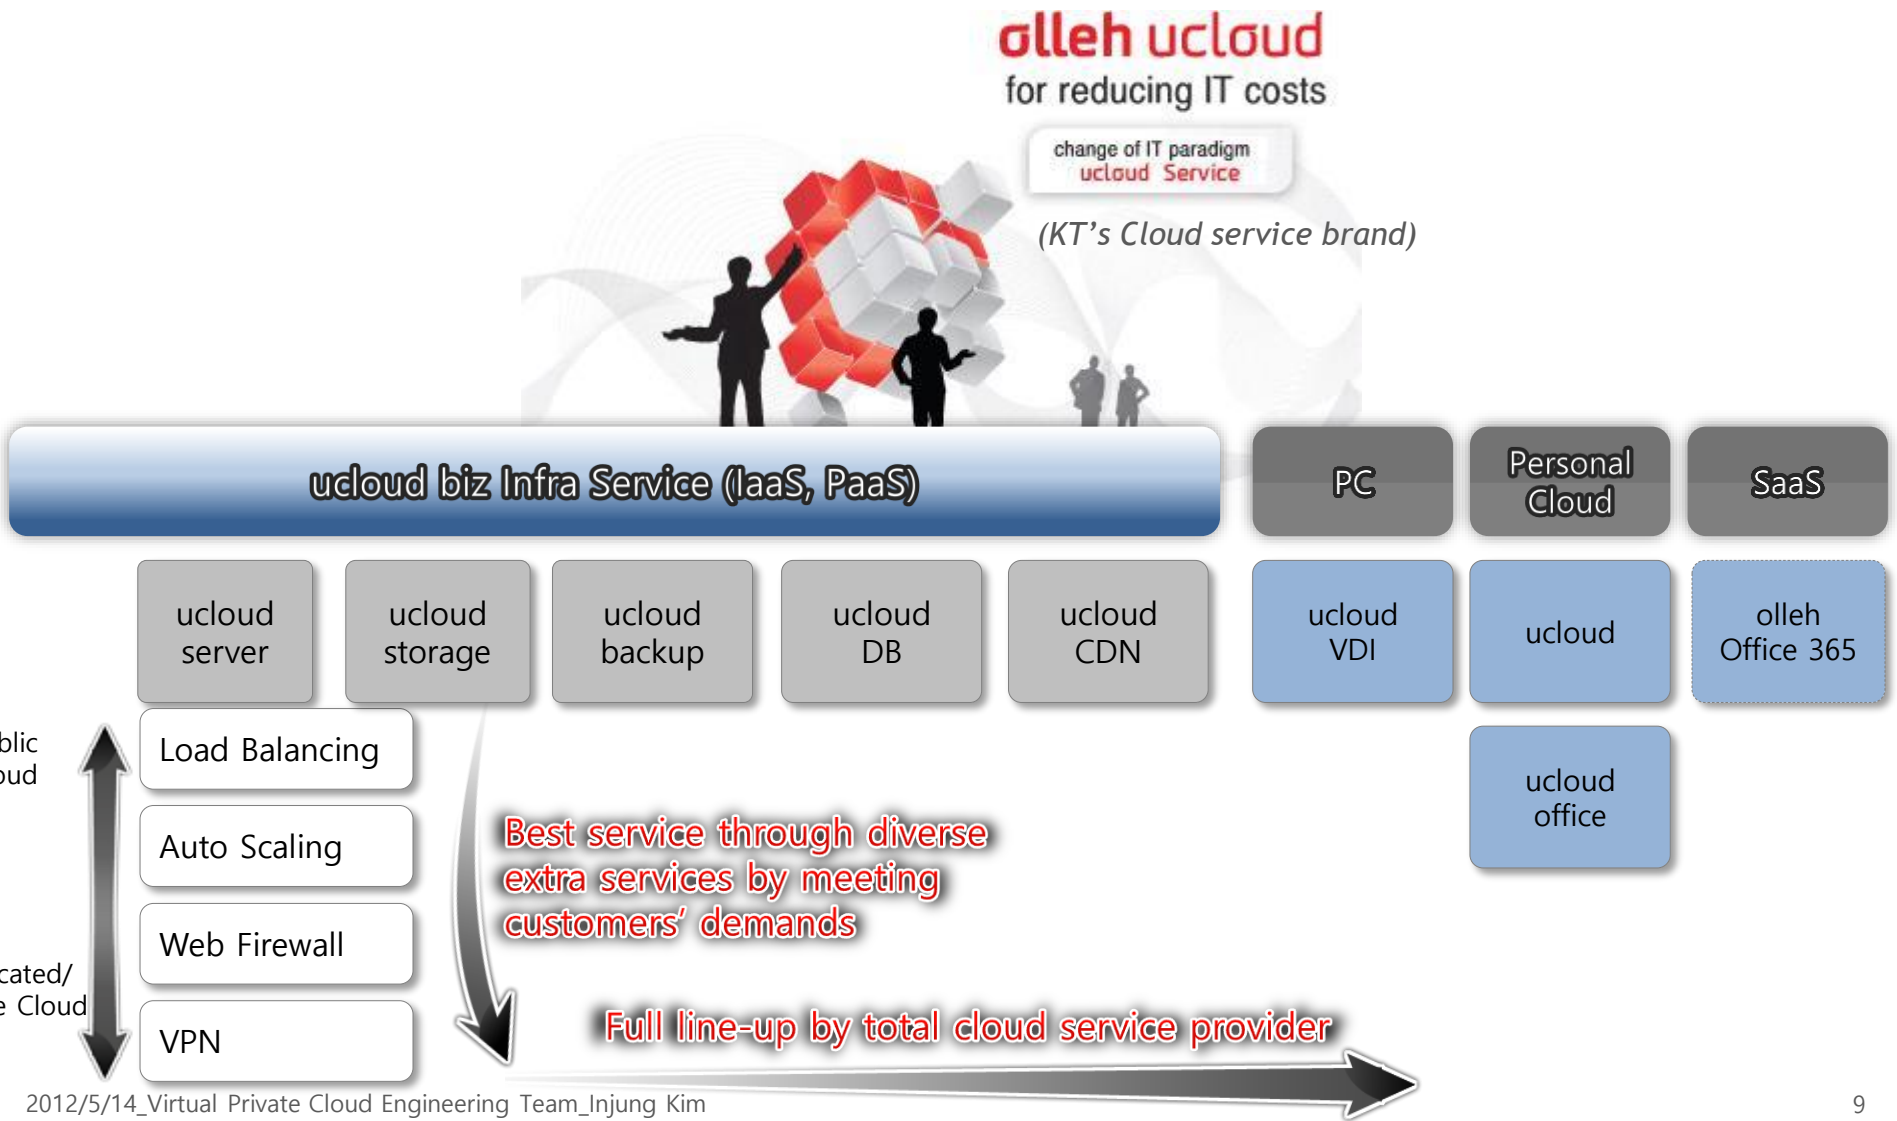 olleh ucloud
for reducing IT costs
change of IT paradigm
ucloud Service
(KT's Cloud service brand)
ucloud biz Infra Service (IaaS, PaaS)
PC
Personal
Cloud
SaaS
ucloud
server
ucloud
storage
ucloud
backup
ucloud
DB
ucloud
CDN
ucloud
VDI
ucloud
olleh
Office 365
ucloud
office
Load Balancing
Auto Scaling
Web Firewall
VPN
Best service through diverse
extra services by meeting
customers' demands
Cloud
Full line-up by total cloud service provider
2012/5/14_Virtual Private Cloud Engineering Team_Injung Kim
9